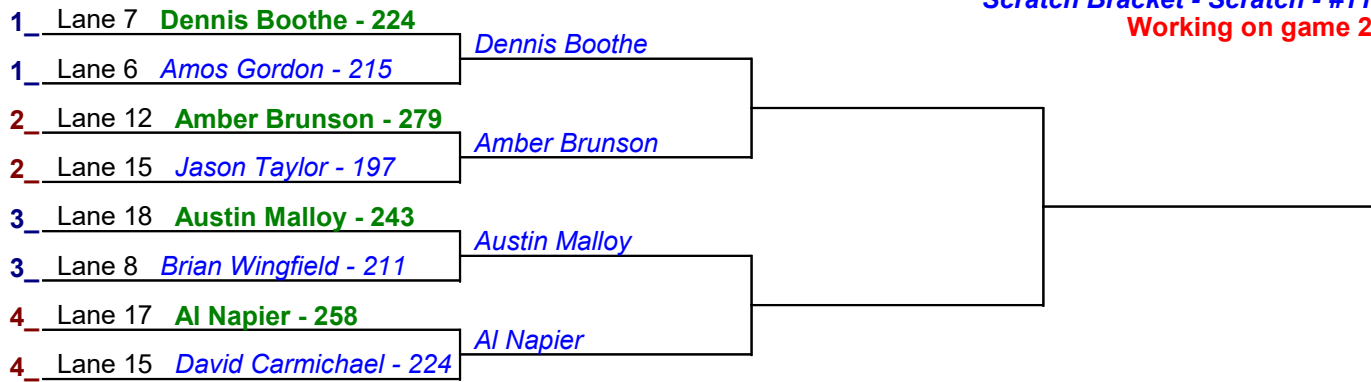 Scratch Bracket - Scratch - #11
Working on game 2
1_ Lane 7 Dennis Boothe - 224
Dennis Boothe
1_ Lane 6 Amos Gordon - 215
2_ Lane 12 Amber Brunson - 279
Amber Brunson
2_ Lane 15 Jason Taylor - 197
3_ Lane 18 Austin Malloy - 243
Austin Malloy
3_ Lane 8 Brian Wingfield - 211
4_ Lane 17 Al Napier - 258
Al Napier
4_ Lane 15 David Carmichael - 224